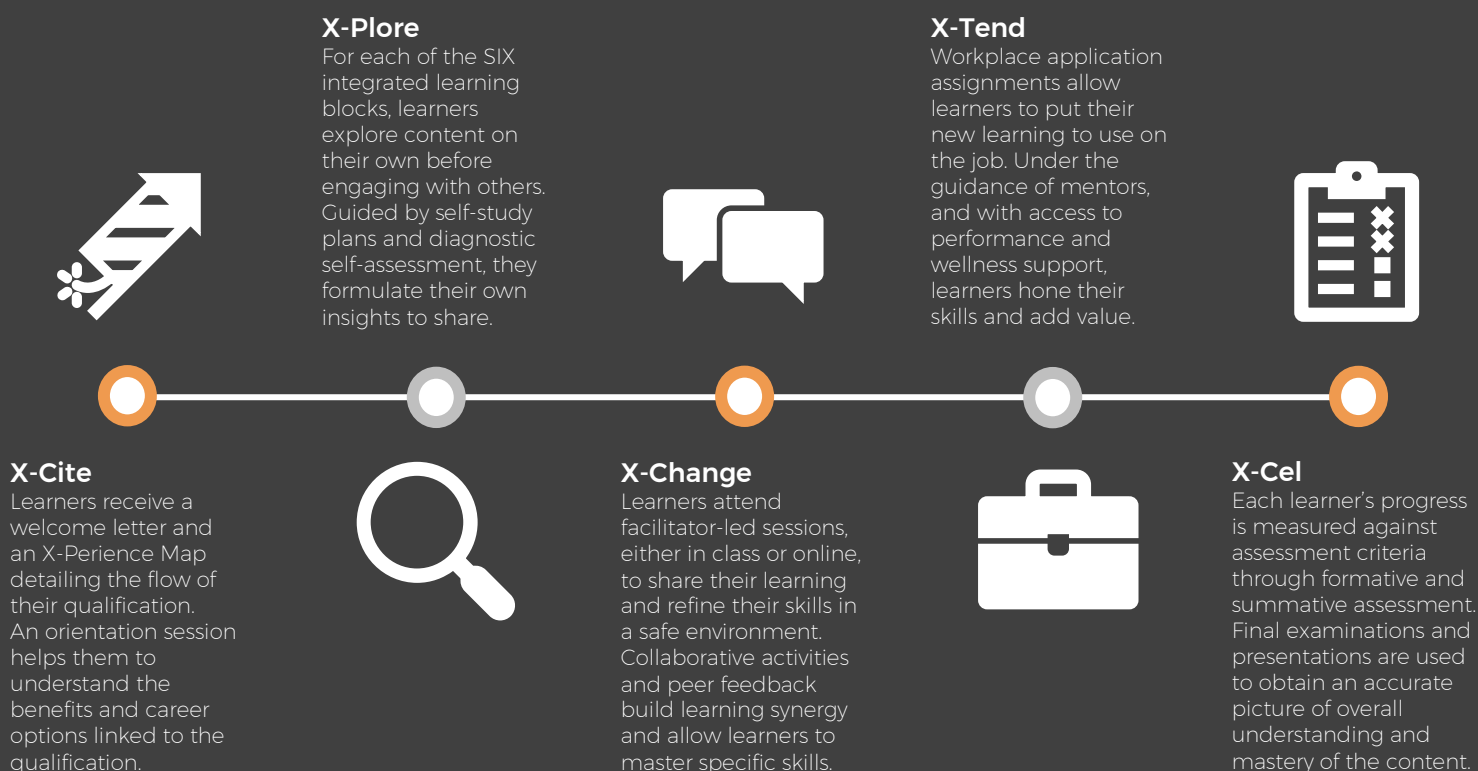 X-Plore
For each of the SIX
integrated learning
blocks, learners
explore content on
their own before
engaging with others.
Guided by self-study
plans and diagnostic
self-assessment, they
formulate their own
insights to share.
X-Tend
Workplace application
assignments allow
learners to put their
new learning to use on
the job. Under the
guidance of mentors,
and with access to
performance and
wellness support,
learners hone their
skills and add value.
X-Cite
Learners receive a
welcome letter and
an X-Perience Map
detailing the flow of
their qualification.
An orientation session
helps them to
understand the
benefits and career
options linked to the
qualification.
X-Change
Learners attend
facilitator-led sessions,
either in class or online,
to share their learning
and refine their skills in
a safe environment.
Collaborative activities
and peer feedback
build learning synergy
and allow learners to
master specific skills.
X-Cel
Each learner’s progress
is measured against
assessment criteria
through formative and
summative assessment.
Final examinations and
presentations are used
to obtain an accurate
picture of overall
understanding and
mastery of the content.